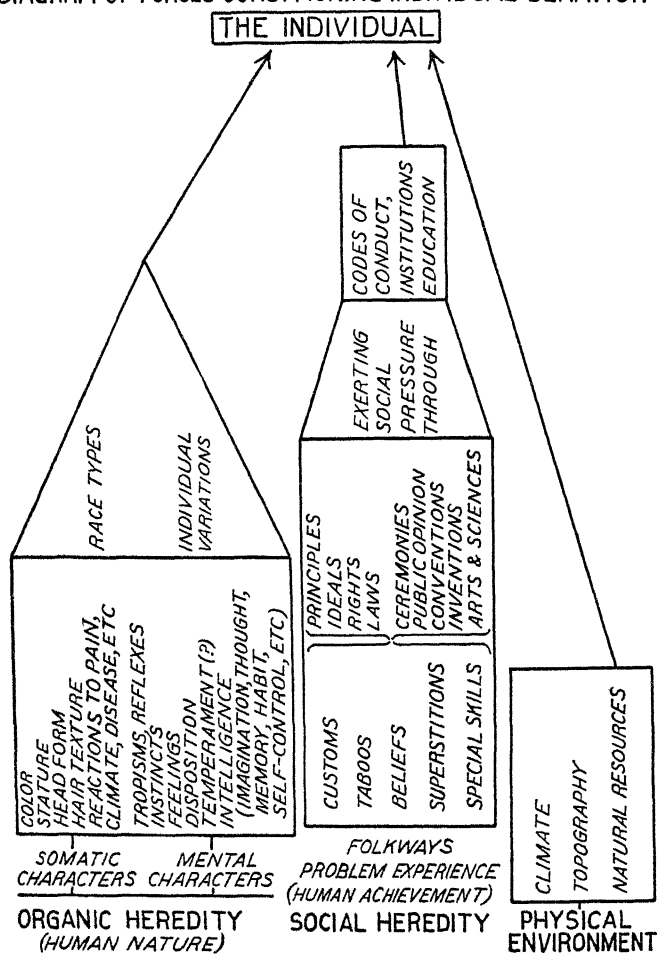 DIAGRAM OF FORCES CONDITIONING INDIVIDUAL BEHAVIOR
THE INDIVIDUAL
CODES OF
CONDUCT,
INSTITUTIONS
EDUCATION
EXERTING
SOCIAL
PRESSURE
THROUGH
RACE TYPES
INDIVIDUAL
VARIATIONS
PRINCIPLES
IDEALS
RIGHTS
LAWS
CEREMONIES
PUBLIC OPINION
CONVENTIONS
INVENTIONS
ARTS & SCIENCES
COLOR
STATURE
HEAD FORM
HAIR TEXTURE
REACTIONS TO PAIN,
CLIMATE, DISEASE, ETC
TROPISMS, REFLEXES
INSTINCTS
FEELINGS
DISPOSITION
TEMPERAMENT (?)
INTELLIGENCE
(IMAGINATION, THOUGHT,
MEMORY, HABIT,
SELF-CONTROL, ETC)
CUSTOMS
TABOOS
BELIEFS
SUPERSTITIONS
SPECIAL SKILLS
CLIMATE
TOPOGRAPHY
NATURAL RESOURCES
SOMATIC
CHARACTERS
MENTAL
CHARACTERS
ORGANIC HEREDITY
(HUMAN NATURE)
FOLKWAYS
PROBLEM EXPERIENCE
(HUMAN ACHIEVEMENT)
SOCIAL HEREDITY
PHYSICAL
ENVIRONMENT